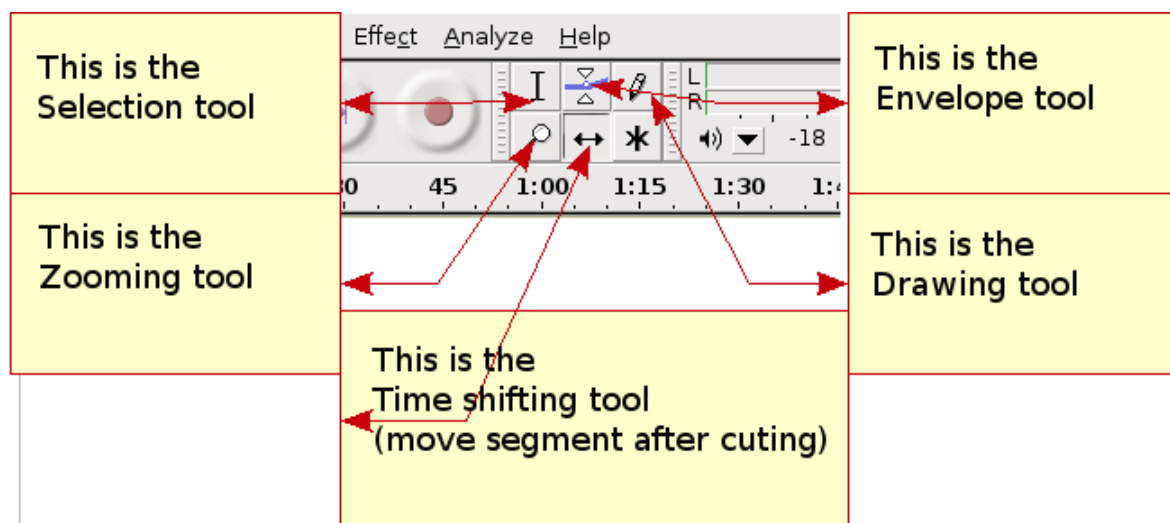 This is the
Selection tool
Effect Analyze Help
This is the
Envelope tool
L
R
-18
45 1:00 1:15 1:30
This is the
Zooming tool
This is the
Drawing tool
This is the
Time shifting tool
(move segment after cuting)